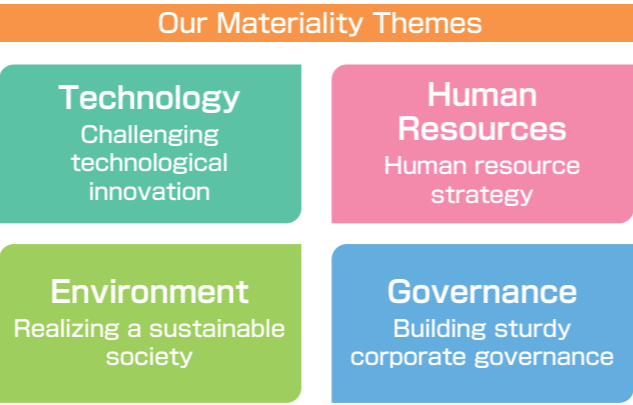 Our Materiality Themes
Technology
Challenging
technological
innovation
Human
Resources
Human resource
strategy
Environment
Realizing a sustainable
society
Governance
Building sturdy
corporate governance